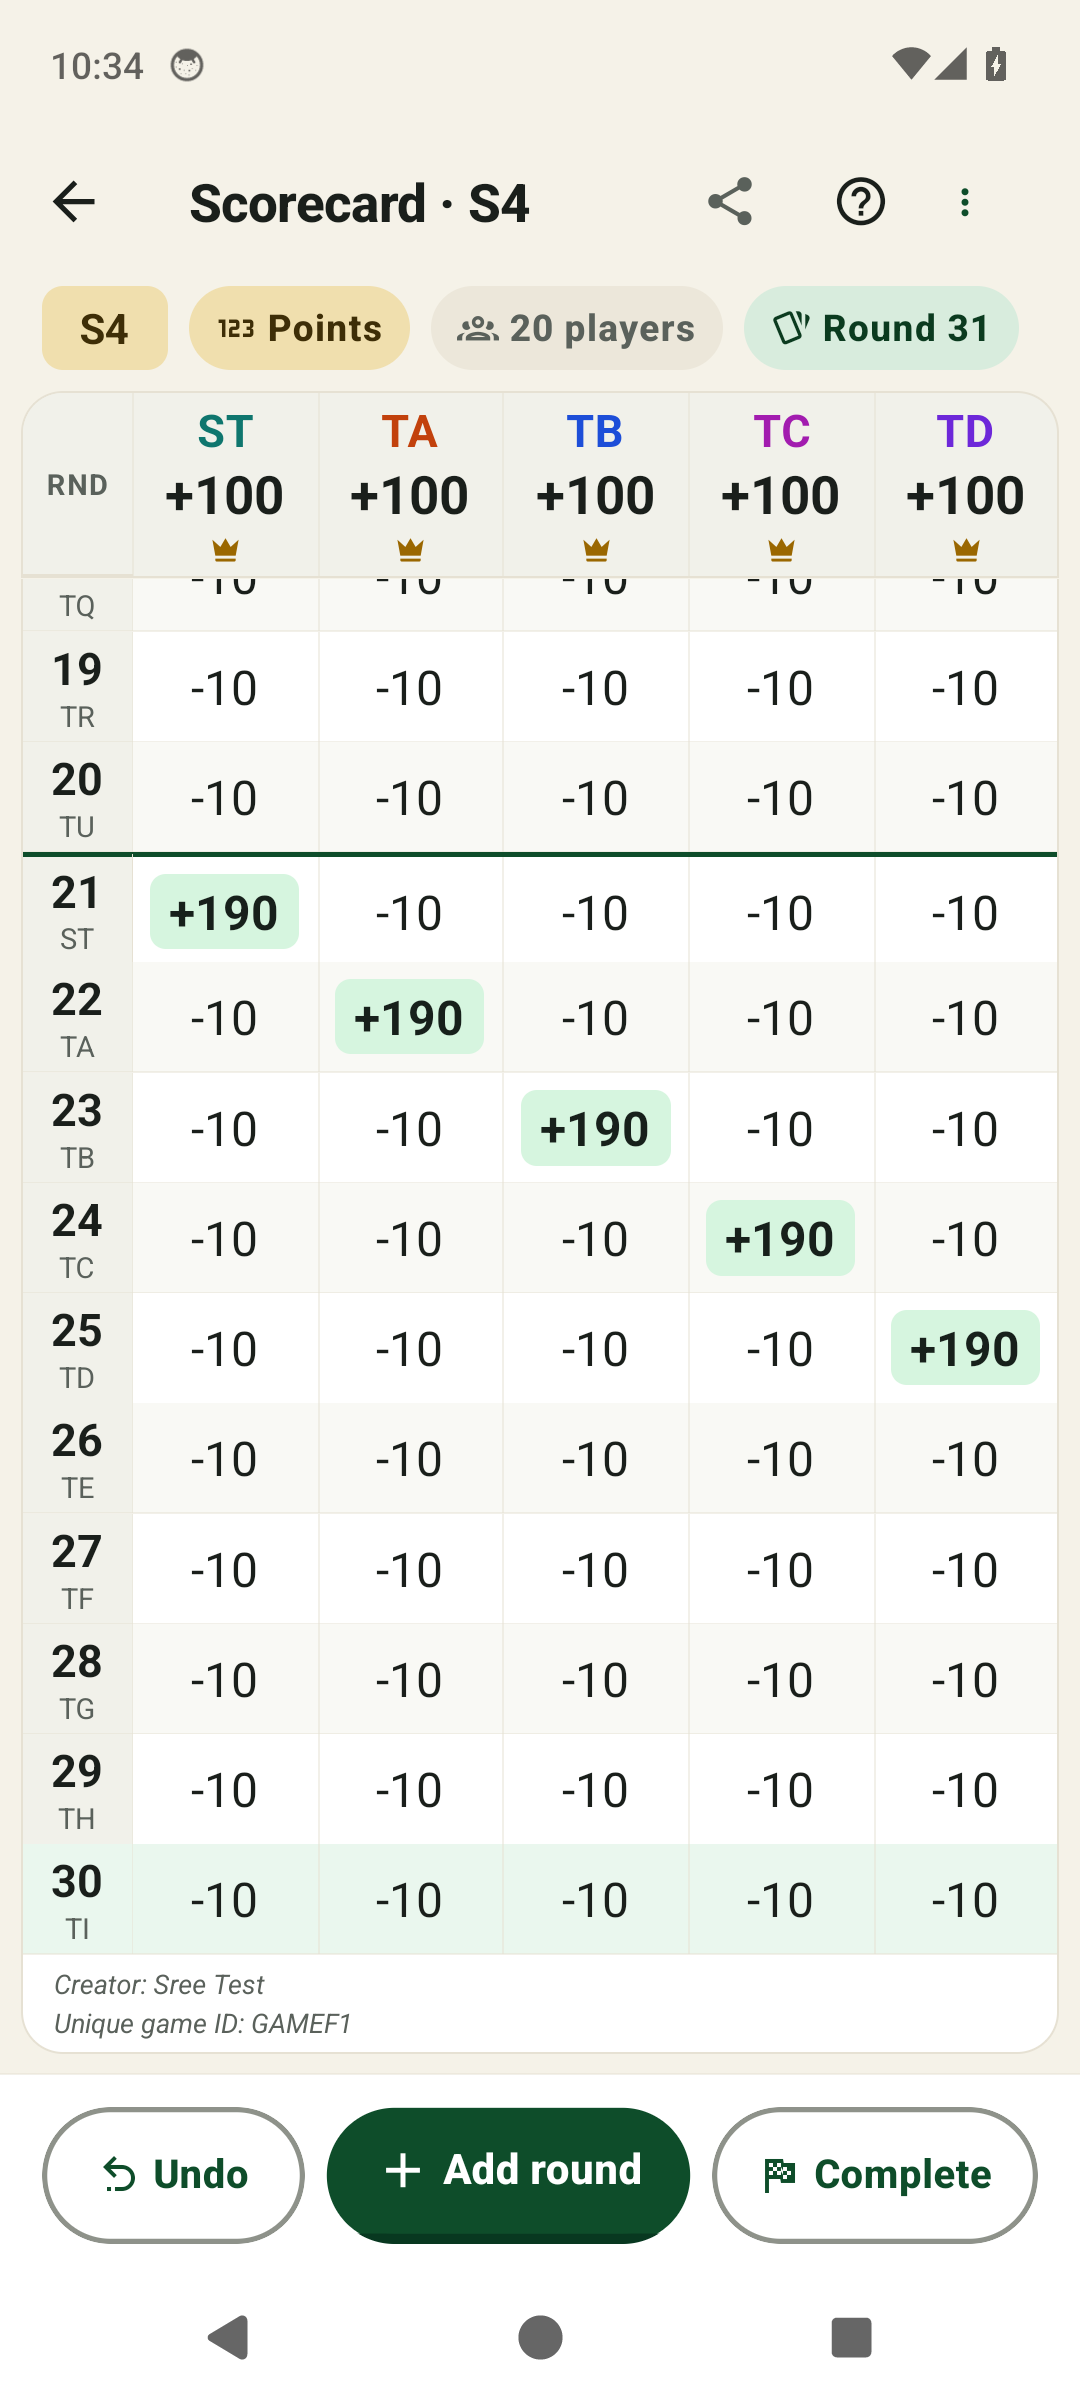 10:34
Scorecard · S4
S4
123 Points
20 players
Round 31
RND ST TA TB TC TD
+100 +100 +100 +100 +100
TQ -10 -10 -10 -10 -10
19 TR -10 -10 -10 -10 -10
20 TU -10 -10 -10 -10 -10
21 ST +190 -10 -10 -10 -10
22 TA -10 +190 -10 -10 -10
23 TB -10 -10 +190 -10 -10
24 TC -10 -10 -10 +190 -10
25 TD -10 -10 -10 -10 +190
26 TE -10 -10 -10 -10 -10
27 TF -10 -10 -10 -10 -10
28 TG -10 -10 -10 -10 -10
29 TH -10 -10 -10 -10 -10
30 TI -10 -10 -10 -10 -10
Creator: Sree Test
Unique game ID: GAMEF1
Undo
+ Add round
Complete